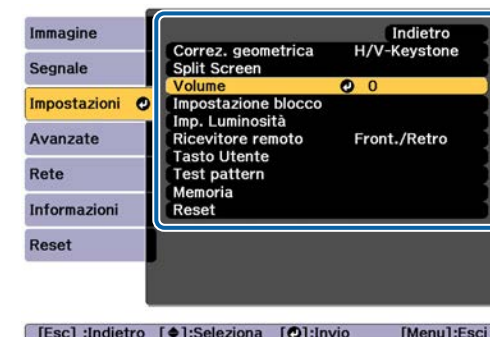 Immagine
Segnale
Impostazioni
Avanzate
Rete
Informazioni
Reset
Indietro
Correz. geometrica H/V-Keystone
Split Screen
Volume 0
Impostazione blocco
Imp. Luminosità
Ricevitore remoto Front./Retro
Tasto Utente
Test pattern
Memoria
Reset
[Esc] :Indietro [◆]:Seleziona [↵]:Invio [Menu]:Esci